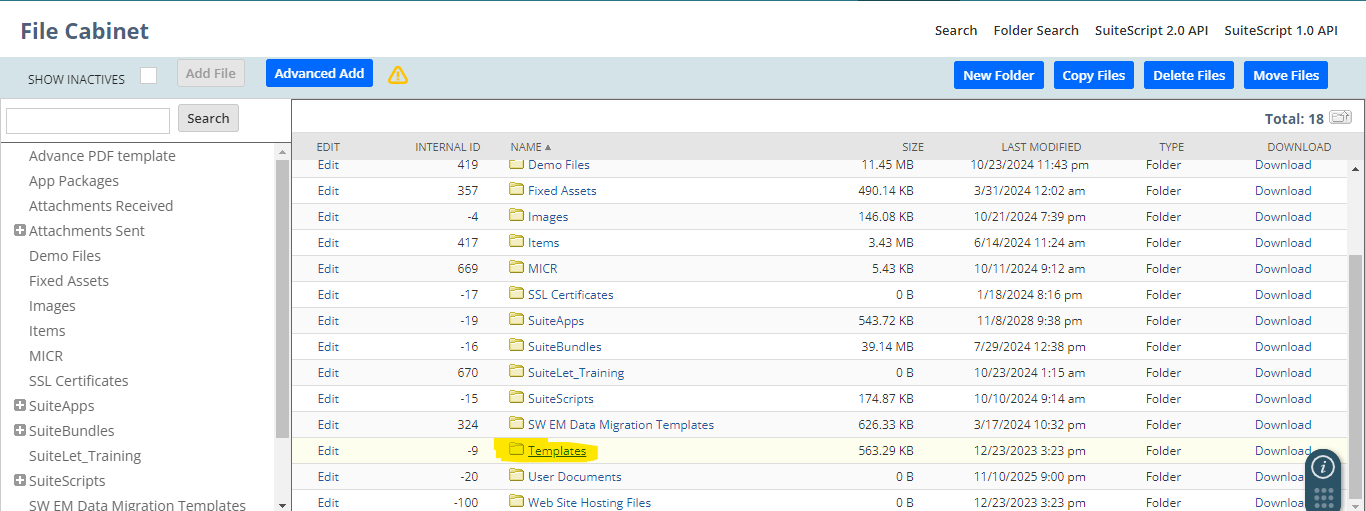 File Cabinet
Search Folder Search SuiteScript 2.0 API SuiteScript 1.0 API
SHOW INACTIVES Add File Advanced Add New Folder Copy Files Delete Files Move Files
Search
Total: 18
EDIT INTERNAL ID NAME SIZE LAST MODIFIED TYPE DOWNLOAD
Edit 419 Demo Files 11.45 MB 10/23/2024 11:43 pm Folder Download
Edit 357 Fixed Assets 490.14 KB 3/31/2024 12:02 am Folder Download
Edit -4 Images 146.08 KB 10/21/2024 7:39 pm Folder Download
Edit 417 Items 3.43 MB 6/14/2024 11:24 am Folder Download
Edit 669 MICR 5.43 KB 10/11/2024 9:12 am Folder Download
Edit -17 SSL Certificates 0 B 1/18/2024 8:16 pm Folder Download
Edit -19 SuiteApps 543.72 KB 11/8/2028 9:38 pm Folder Download
Edit -16 SuiteBundles 39.14 MB 7/29/2024 12:38 pm Folder Download
Edit 670 SuiteLet_Training 0 B 10/23/2024 1:15 am Folder Download
Edit -15 SuiteScripts 174.87 KB 10/10/2024 9:14 am Folder Download
Edit 324 SW EM Data Migration Templates 626.33 KB 3/17/2024 10:32 pm Folder Download
Edit -9 Templates 563.29 KB 12/23/2023 3:23 pm Folder Download
Edit -20 User Documents 0 B 11/10/2025 9:00 pm Folder Download
Edit -100 Web Site Hosting Files 0 B 12/23/2023 3:23 pm Folder Download
Advance PDF template
App Packages
Attachments Received
Attachments Sent
Demo Files
Fixed Assets
Images
Items
MICR
SSL Certificates
SuiteApps
SuiteBundles
SuiteLet_Training
SuiteScripts
SW EM Data Migration Templates